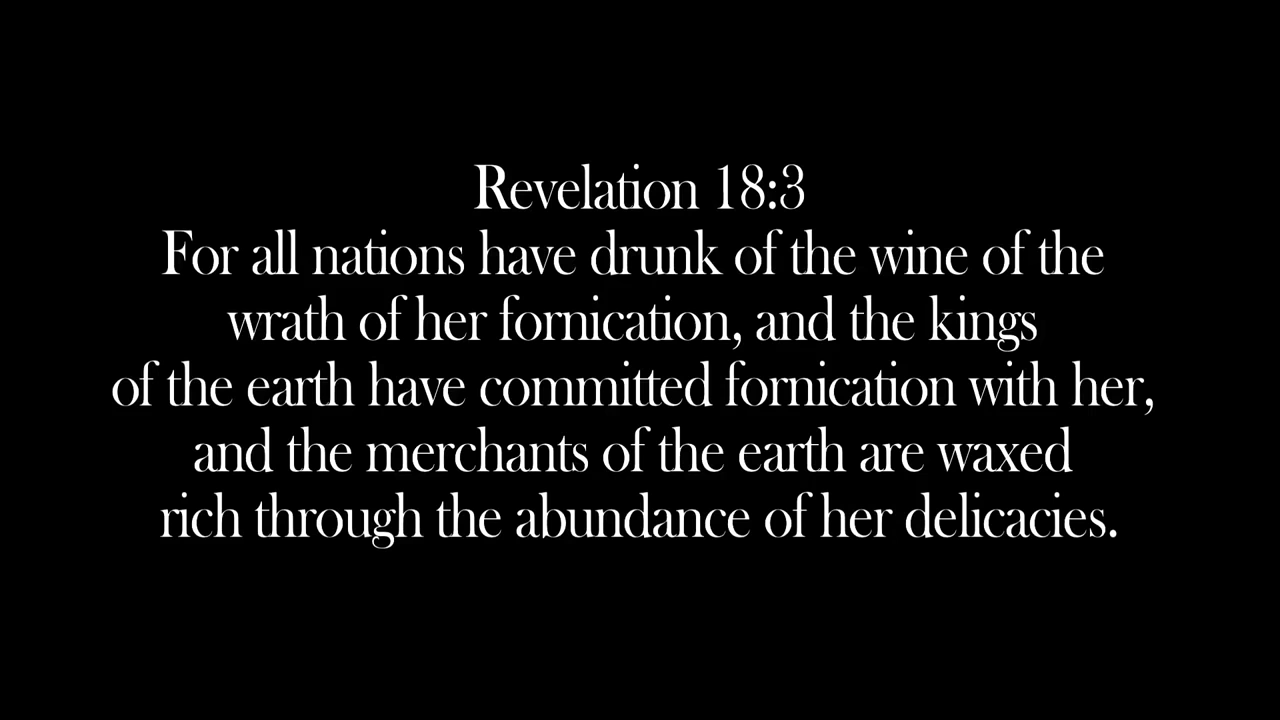 Revelation 18:3
For all nations have drunk of the wine of the
wrath of her fornication, and the kings
of the earth have committed fornication with her,
and the merchants of the earth are waxed
rich through the abundance of her delicacies.